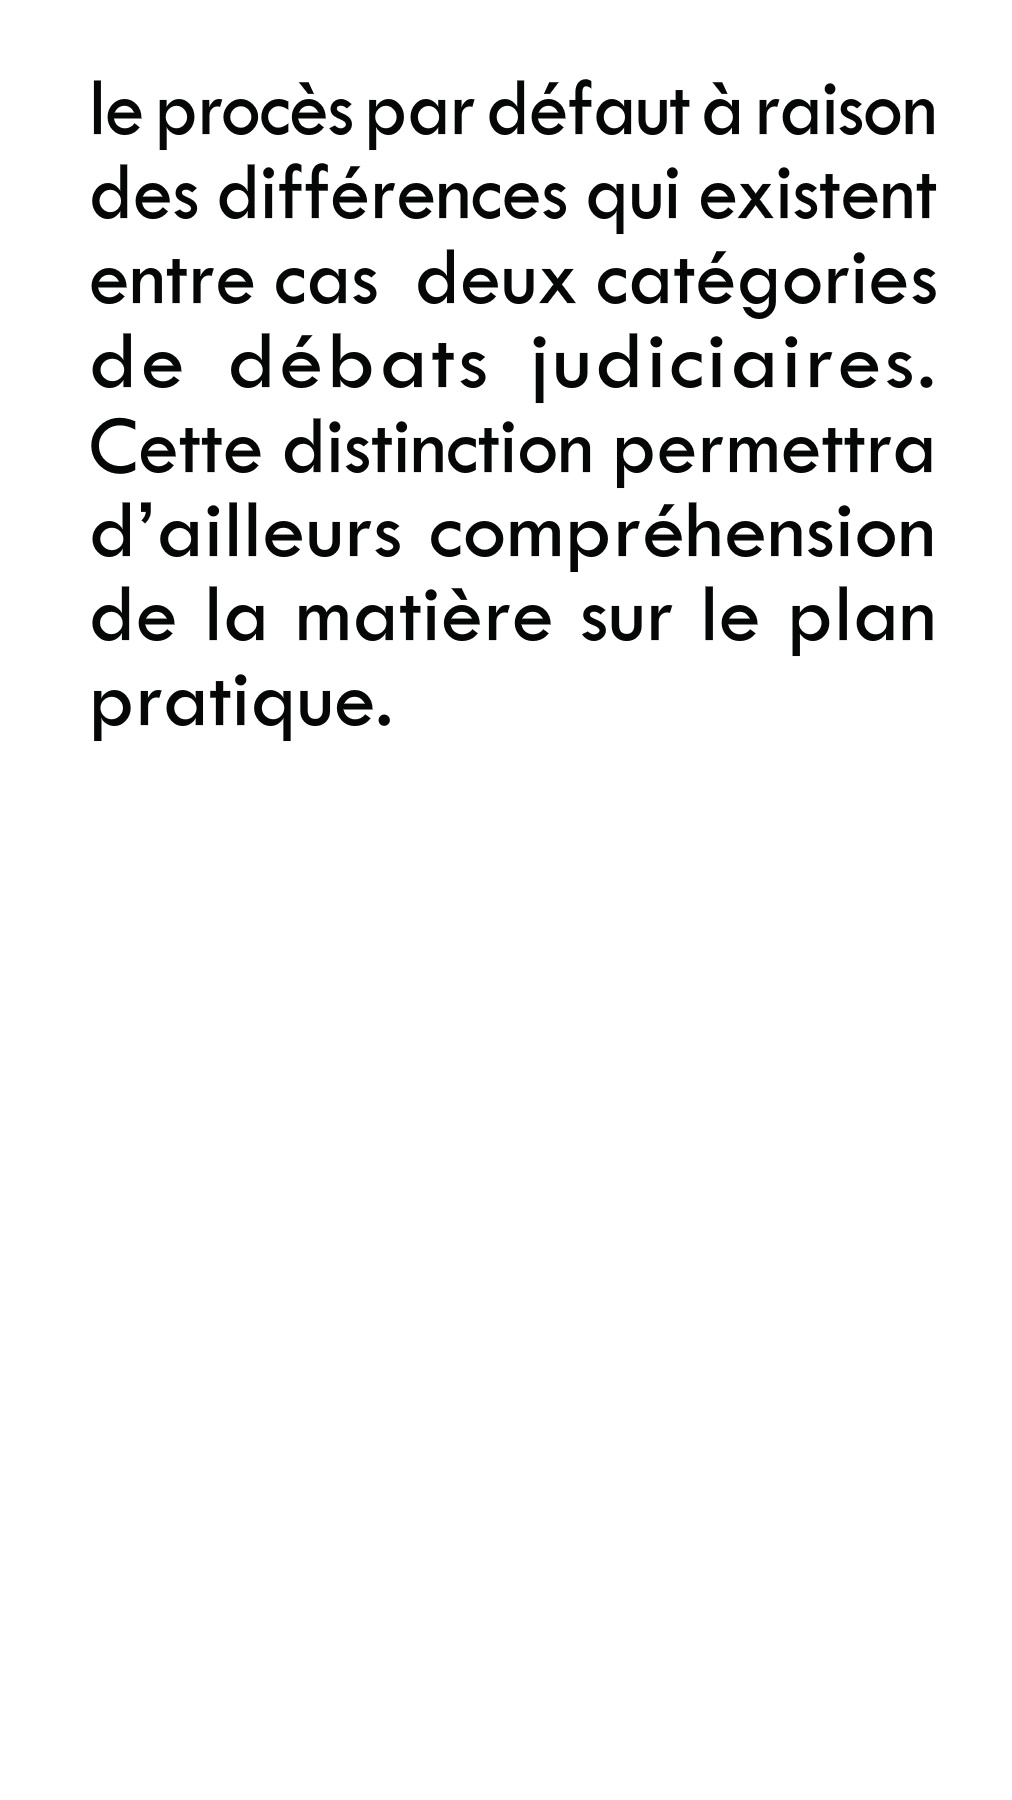 le procès par défaut à raison
des différences qui existent
entre cas  deux catégories
de débats judiciaires.
Cette distinction permettra
d’ailleurs compréhension
de la matière sur le plan
pratique.